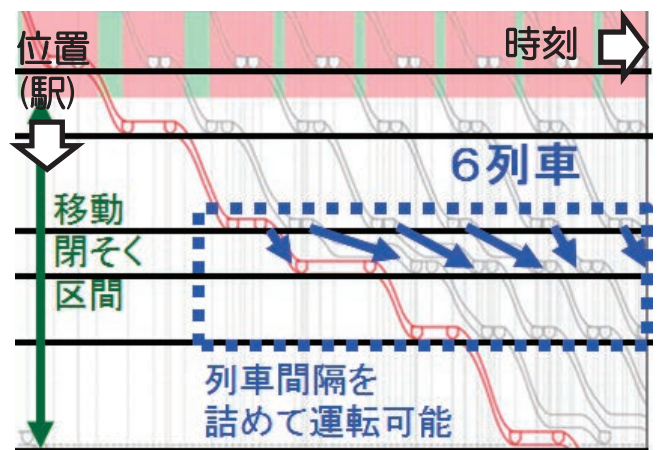 位置
(駅)
時刻
6列車
移動
閉そく
区間
列車間隔を
詰めて運転可能